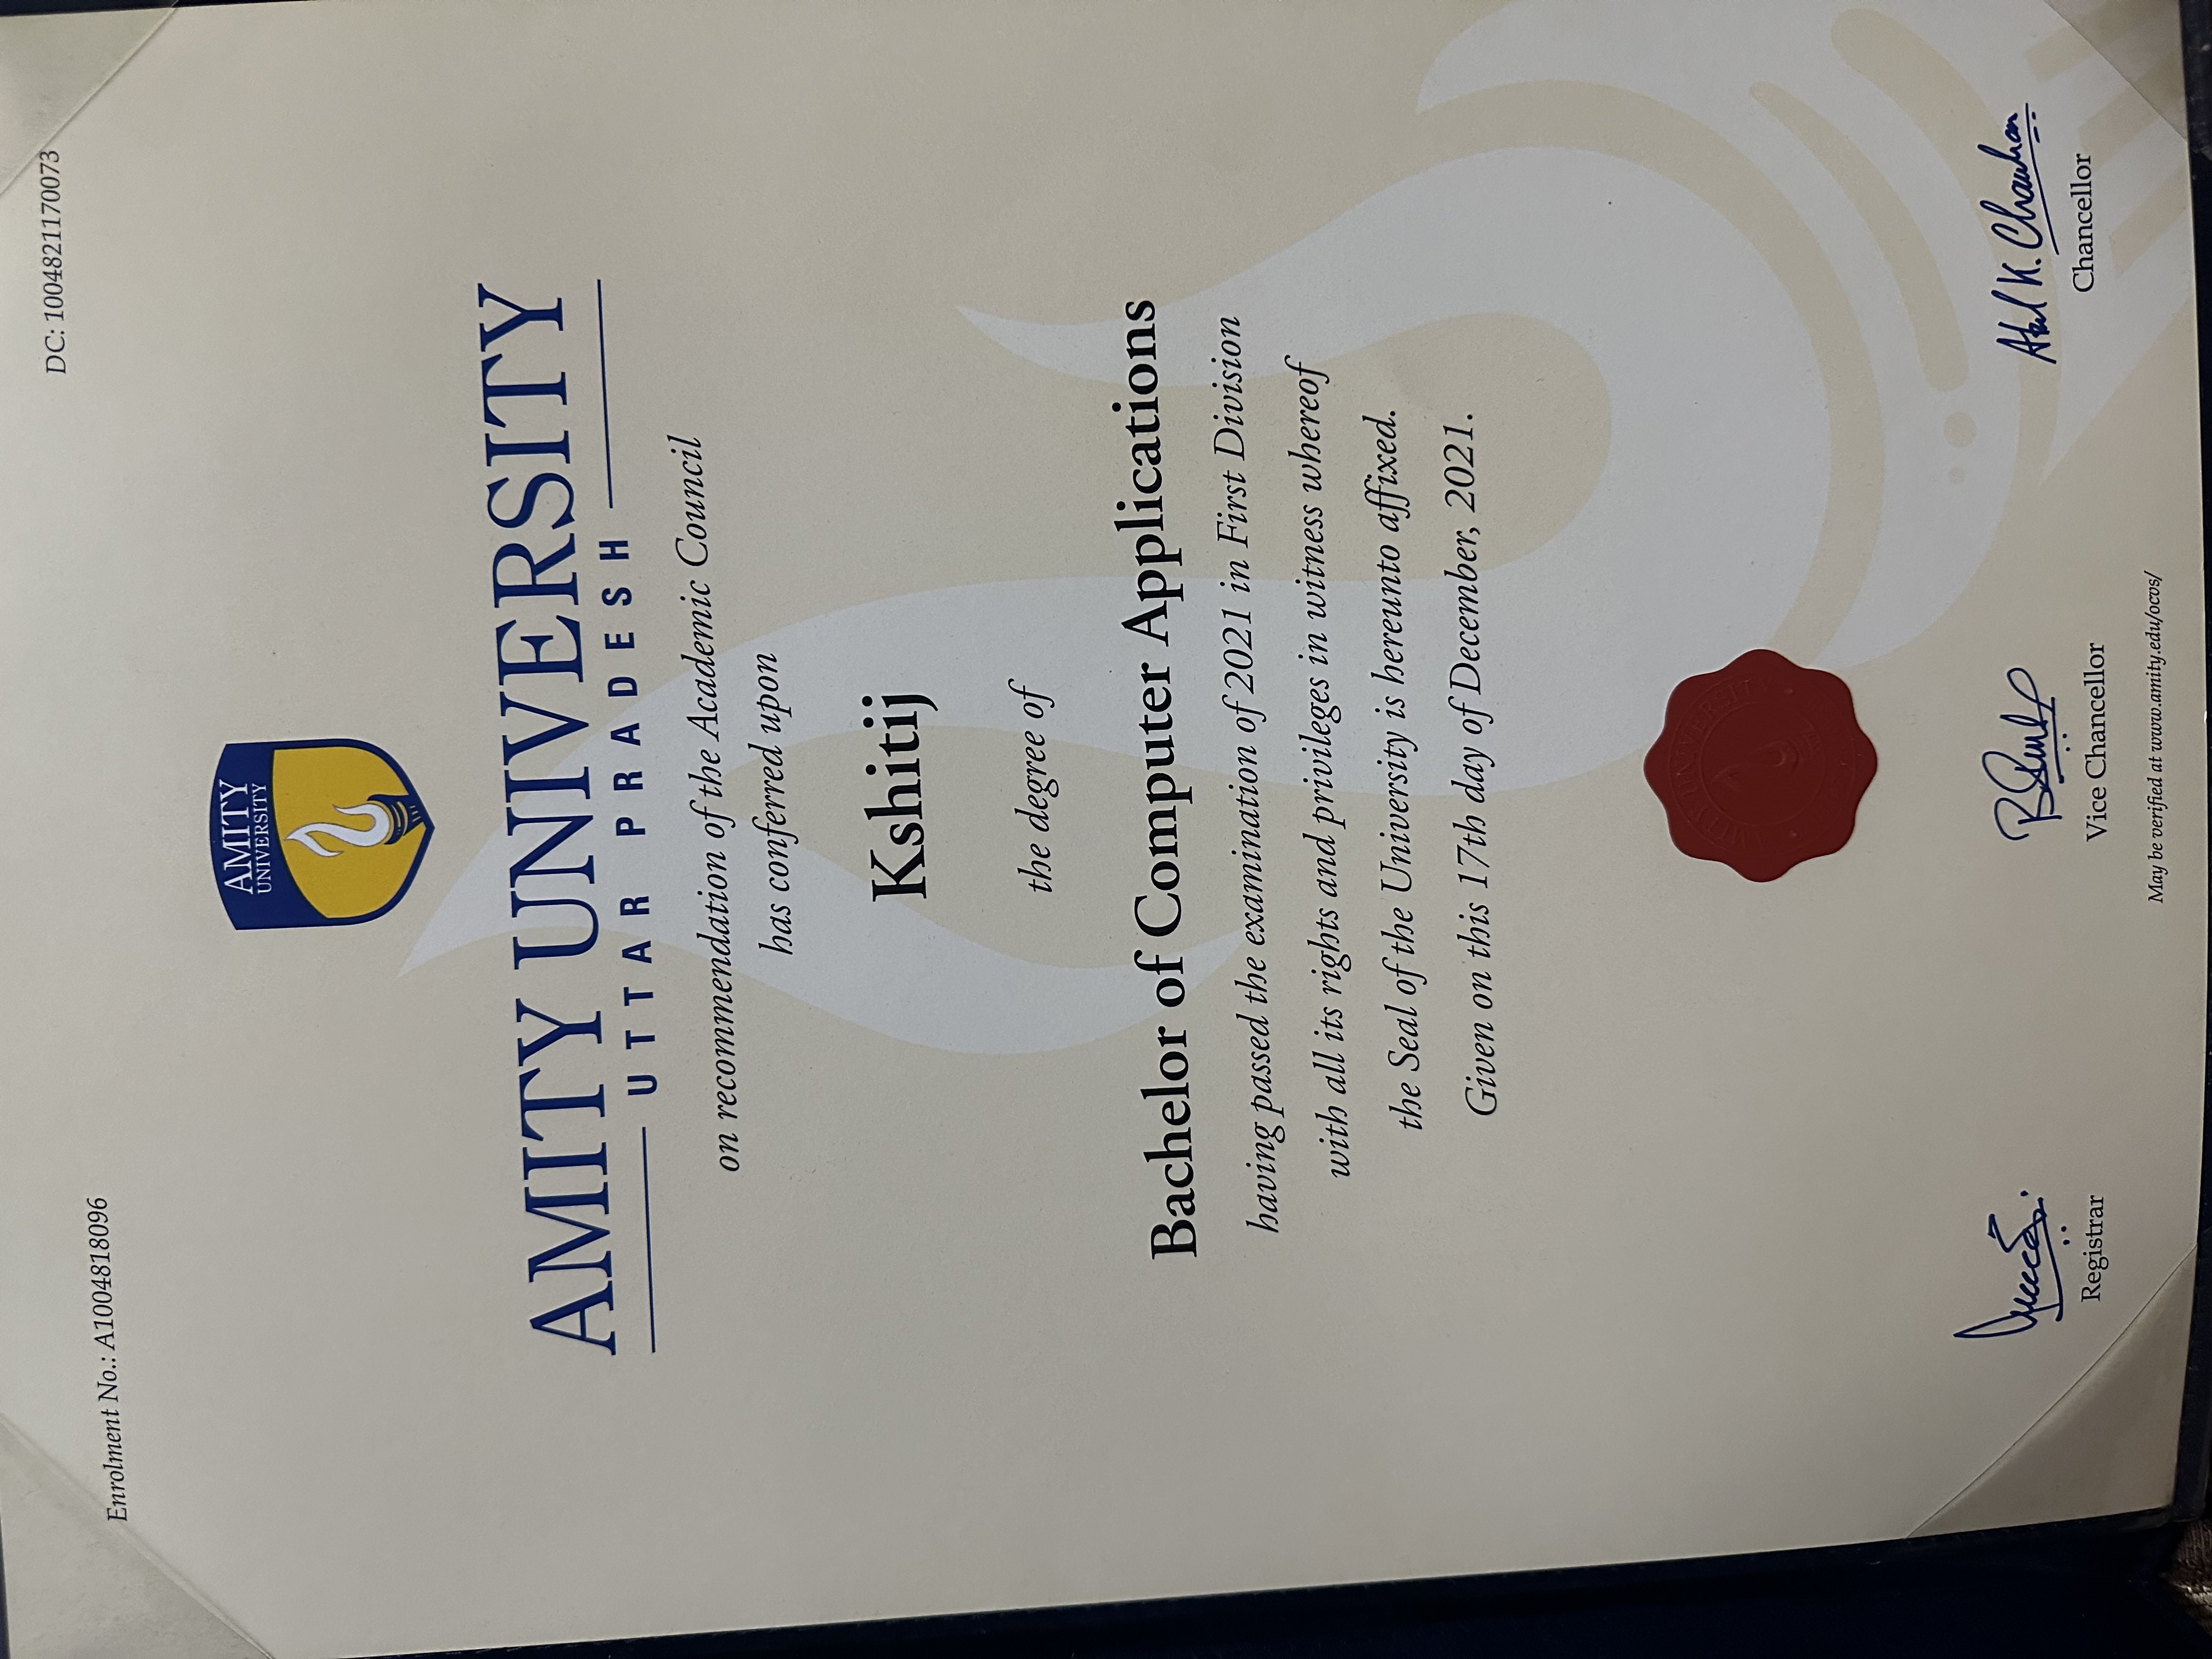 DC: 1004821170073
Enrolment No.: A1004818096
AMITY
UNIVERSITY
AMITY UNIVERSITY
UTTAR PRADESH
on recommendation of the Academic Council
has conferred upon
Kshitij
the degree of
Bachelor of Computer Applications
having passed the examination of 2021 in First Division
with all its rights and privileges in witness whereof
the Seal of the University is hereunto affixed.
Given on this 17th day of December, 2021.
AMITY UNIVERSITY
Atul K. Chauhan
Registrar
Vice Chancellor
Chancellor
May be verified at www.amity.edu/ocvs/